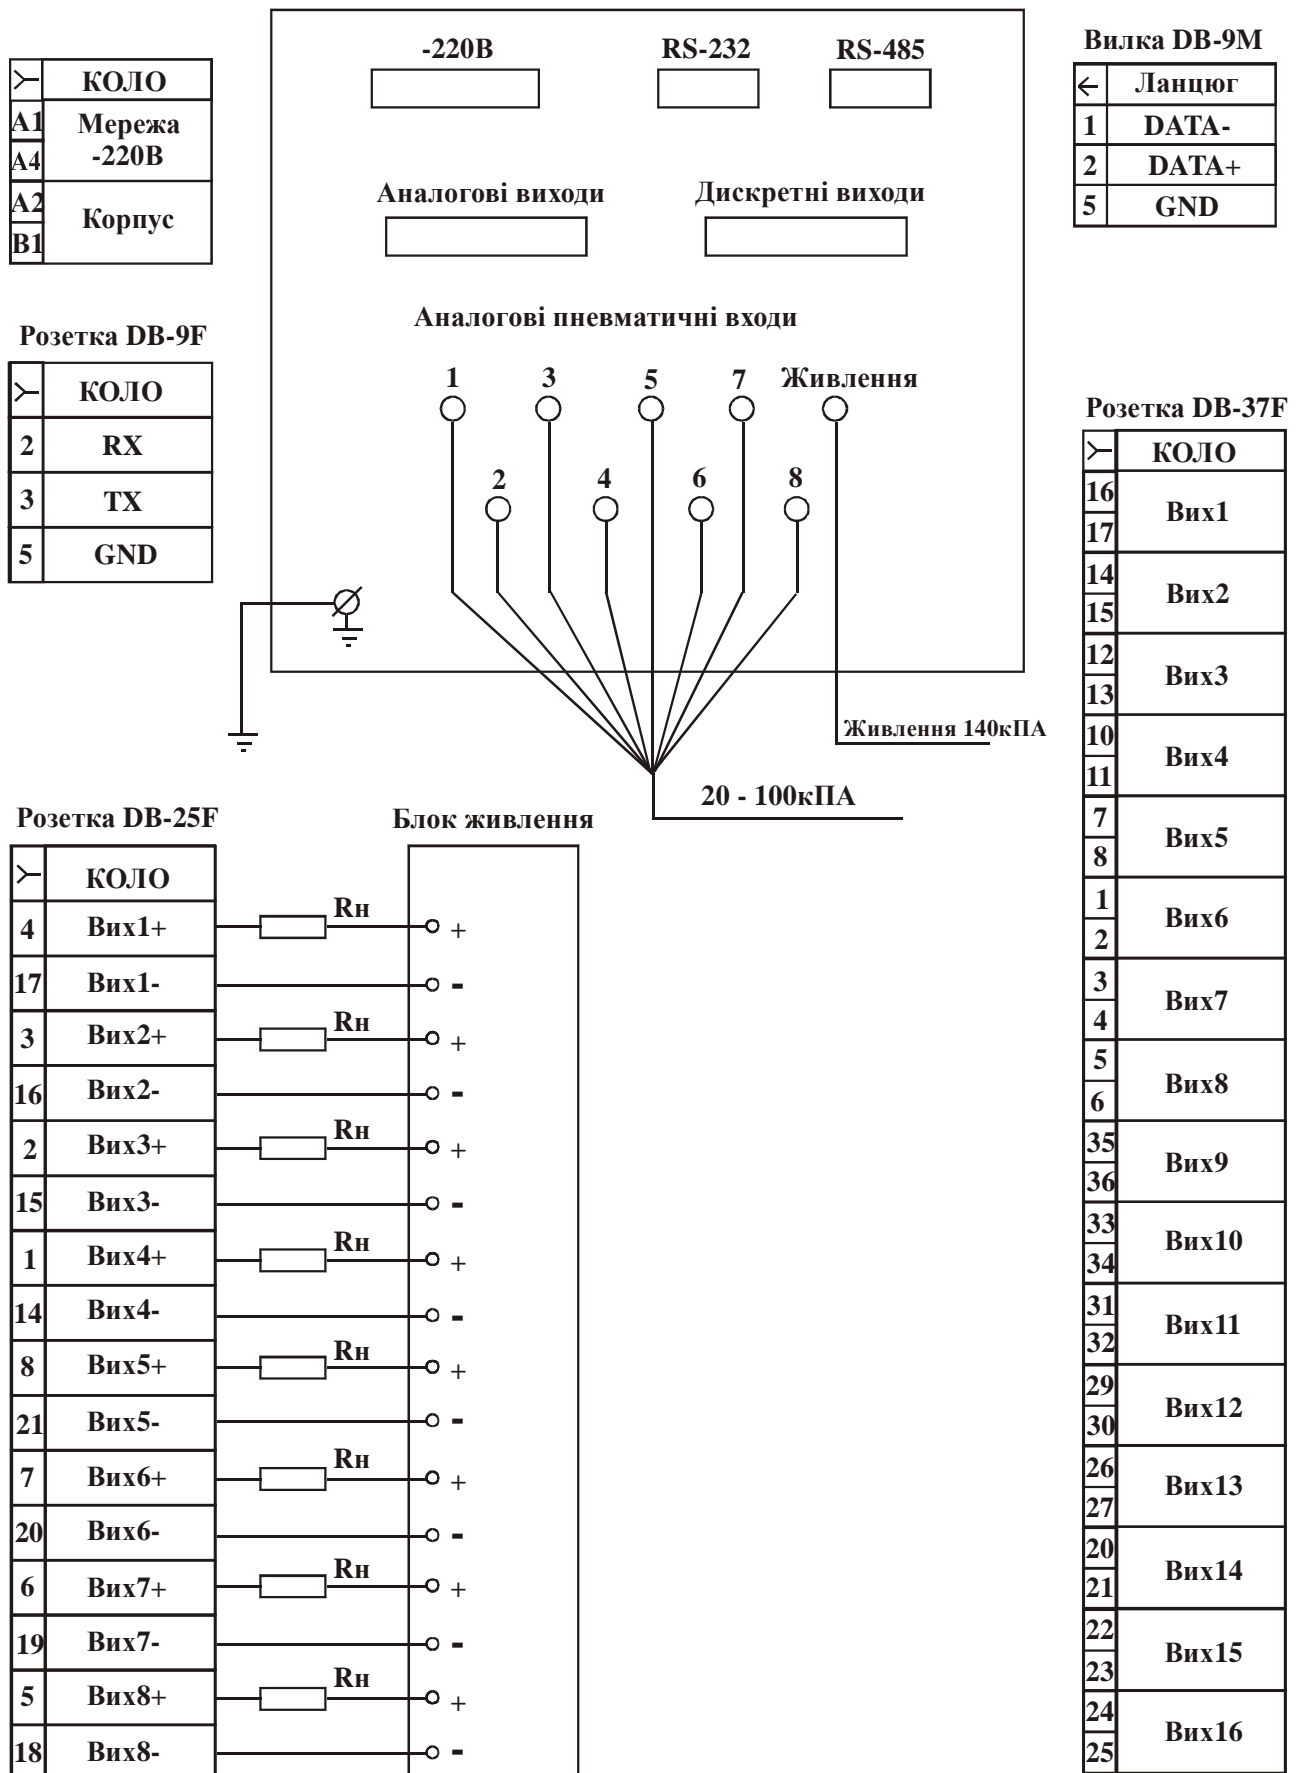 -220В
RS-232
RS-485
Аналогові виходи
Дискретні виходи
Аналогові пневматичні входи
1 3 5 7 Живлення
2 4 6 8
Живлення 140кПА
20 - 100кПА
КОЛО
А1
А4
Мережа
-220В
А2
В1
Корпус
Розетка DB-9F
КОЛО
2 RX
3 TX
5 GND
Вилка DB-9M
Ланцюг
1 DATA-
2 DATA+
5 GND
Розетка DB-25F
Блок живлення
КОЛО
4 Вих1+ Rн +
17 Вих1- -
3 Вих2+ Rн +
16 Вих2- -
2 Вих3+ Rн +
15 Вих3- -
1 Вих4+ Rн +
14 Вих4- -
8 Вих5+ Rн +
21 Вих5- -
7 Вих6+ Rн +
20 Вих6- -
6 Вих7+ Rн +
19 Вих7- -
5 Вих8+ Rн +
18 Вих8- -
Розетка DB-37F
КОЛО
16
17
Вих1
14
15
Вих2
12
13
Вих3
10
11
Вих4
7
8
Вих5
1
2
Вих6
3
4
Вих7
5
6
Вих8
35
36
Вих9
33
34
Вих10
31
32
Вих11
29
30
Вих12
26
27
Вих13
20
21
Вих14
22
23
Вих15
24
25
Вих16